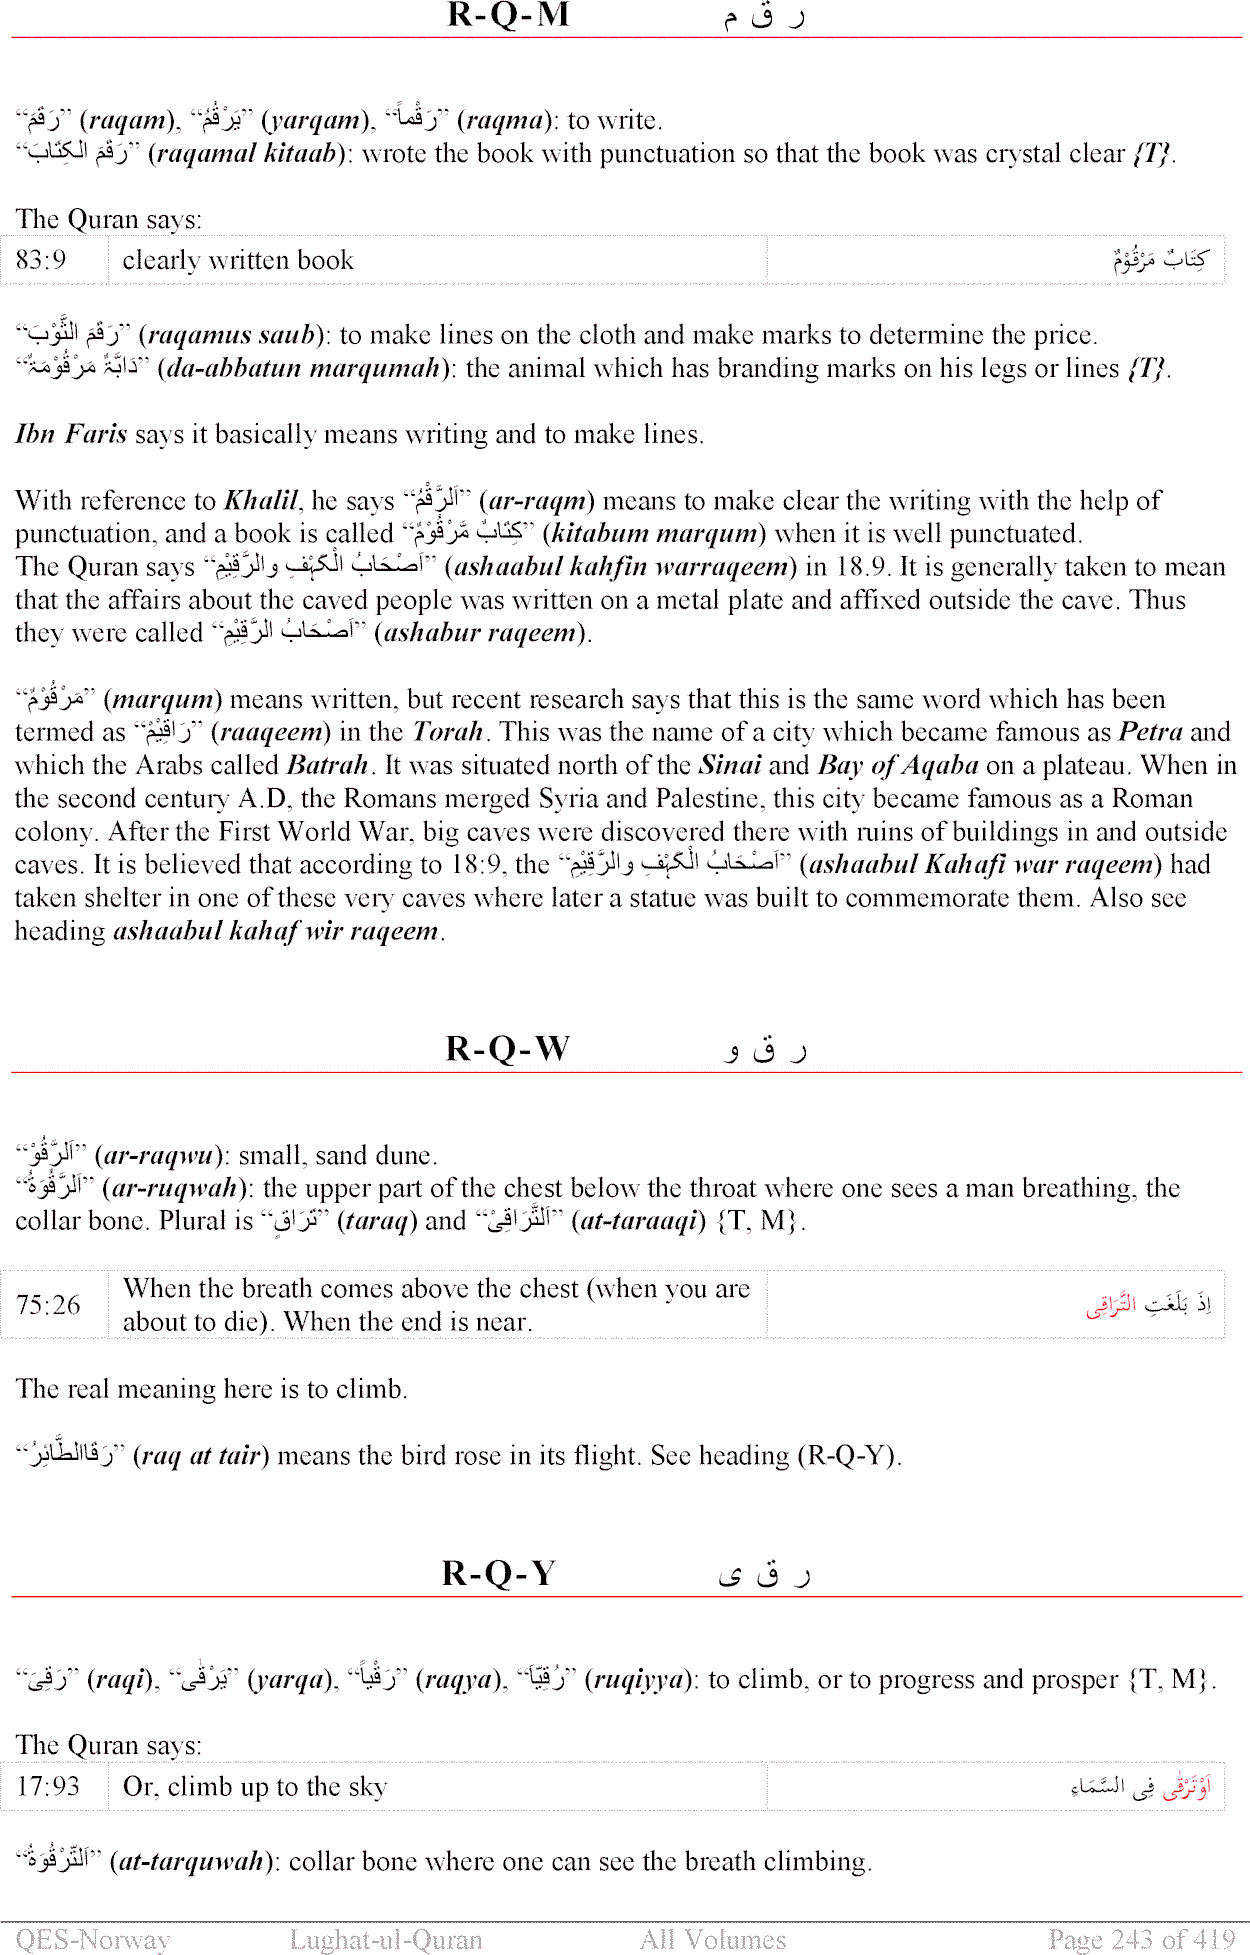 R-Q-M ر ق م
“رَقَمَ” (raqam), “يَرْقُمُ” (yarqam), “رَقْماً” (raqma): to write.
“رَقَمَ الكِتَابَ” (raqamal kitaab): wrote the book with punctuation so that the book was crystal clear {T}.
The Quran says:
83:9 clearly written book كِتَابٌ مَرْقُوْمٌ
“رَقَمَ الثَّوْبَ” (raqamus saub): to make lines on the cloth and make marks to determine the price.
“دَابَّۃٌ مَرْقُوْمَۃٌ” (da-abbatun marqumah): the animal which has branding marks on his legs or lines {T}.
Ibn Faris says it basically means writing and to make lines.
With reference to Khalil, he says “اَلرَّقْمُ” (ar-raqm) means to make clear the writing with the help of
punctuation, and a book is called “كِتَابٌ مَّرْقُوْمٌ” (kitabum marqum) when it is well punctuated.
The Quran says “اَصْحَابُ الْكَہْفِ والرَّقِيْمِ” (ashaabul kahfin warraqeem) in 18.9. It is generally taken to mean
that the affairs about the caved people was written on a metal plate and affixed outside the cave. Thus
they were called “اَصْحَابُ الرَّقِيْمِ” (ashabur raqeem).
“مَرْقُوْمٌ” (marqum) means written, but recent research says that this is the same word which has been
termed as “رَاقِيْمْ” (raaqeem) in the Torah. This was the name of a city which became famous as Petra and
which the Arabs called Batrah. It was situated north of the Sinai and Bay of Aqaba on a plateau. When in
the second century A.D, the Romans merged Syria and Palestine, this city became famous as a Roman
colony. After the First World War, big caves were discovered there with ruins of buildings in and outside
caves. It is believed that according to 18:9, the “اَصْحَابُ الْكَہْفِ والرَّقِيْمِ” (ashaabul Kahafi war raqeem) had
taken shelter in one of these very caves where later a statue was built to commemorate them. Also see
heading ashaabul kahaf wir raqeem.
R-Q-W ر ق و
“اَلرَّقُوْ” (ar-raqwu): small, sand dune.
“اَلرَّقُوَۃُ” (ar-ruqwah): the upper part of the chest below the throat where one sees a man breathing, the
collar bone. Plural is “تَرَاقٍ” (taraq) and “اَلتَّرَاقِیْ” (at-taraaqi) {T, M}.
75:26 When the breath comes above the chest (when you are
about to die). When the end is near. اِذَ بَلَغَتِ التَّرَاقِی
The real meaning here is to climb.
“رَقَاالطَّائِرُ” (raq at tair) means the bird rose in its flight. See heading (R-Q-Y).
R-Q-Y ر ق ی
“رَقِیَ” (raqi), “يَرْقٰی” (yarqa), “رَقْياً” (raqya), “رُقِيّاً” (ruqiyya): to climb, or to progress and prosper {T, M}.
The Quran says:
17:93 Or, climb up to the sky اَوْتَرْقٰی فِی السَّمَاءِ
“اَلتَّرْقُوَۃُ” (at-tarquwah): collar bone where one can see the breath climbing.
QES-Norway Lughat-ul-Quran All Volumes Page 243 of 419